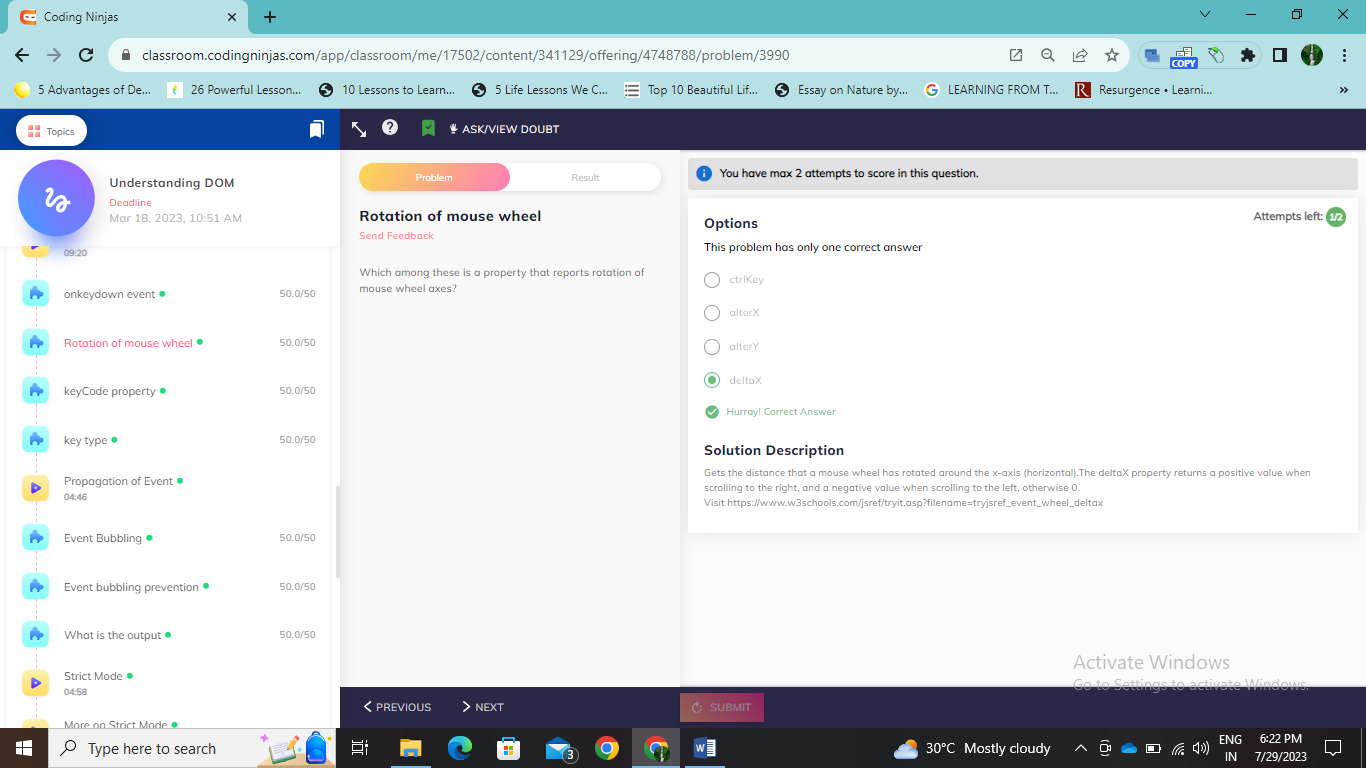 Coding Ninjas
classroom.codingninjas.com/app/classroom/me/17502/content/341129/offering/4748788/problem/3990
COPY
5 Advantages of De...
26 Powerful Lesson...
10 Lessons to Learn...
5 Life Lessons We C...
Top 10 Beautiful Lif...
Essay on Nature by...
LEARNING FROM T...
Resurgence • Learni...
Topics
ASK/VIEW DOUBT
Understanding DOM
Deadline
Mar 18, 2023, 10:51 AM
09:20
onkeydown event 50.0/50
Rotation of mouse wheel 50.0/50
keyCode property 50.0/50
key type 50.0/50
Propagation of Event
04:46
Event Bubbling 50.0/50
Event bubbling prevention 50.0/50
What is the output 50.0/50
Strict Mode
04:58
More on Strict Mode
Problem
Result
Rotation of mouse wheel
Send Feedback
Which among these is a property that reports rotation of
mouse wheel axes?
PREVIOUS
NEXT
You have max 2 attempts to score in this question.
Options
Attempts left: 1/2
This problem has only one correct answer
ctrlKey
alterX
alterY
deltaX
Hurray! Correct Answer
Solution Description
Gets the distance that a mouse wheel has rotated around the x-axis (horizontal).The deltaX property returns a positive value when
scrolling to the right, and a negative value when scrolling to the left, otherwise 0.
Visit https://www.w3schools.com/jsref/tryit.asp?filename=tryjsref_event_wheel_deltax
Activate Windows
Go to Settings to activate Windows.
SUBMIT
Type here to search
3
30°C Mostly cloudy
ENG
IN
6:22 PM
7/29/2023